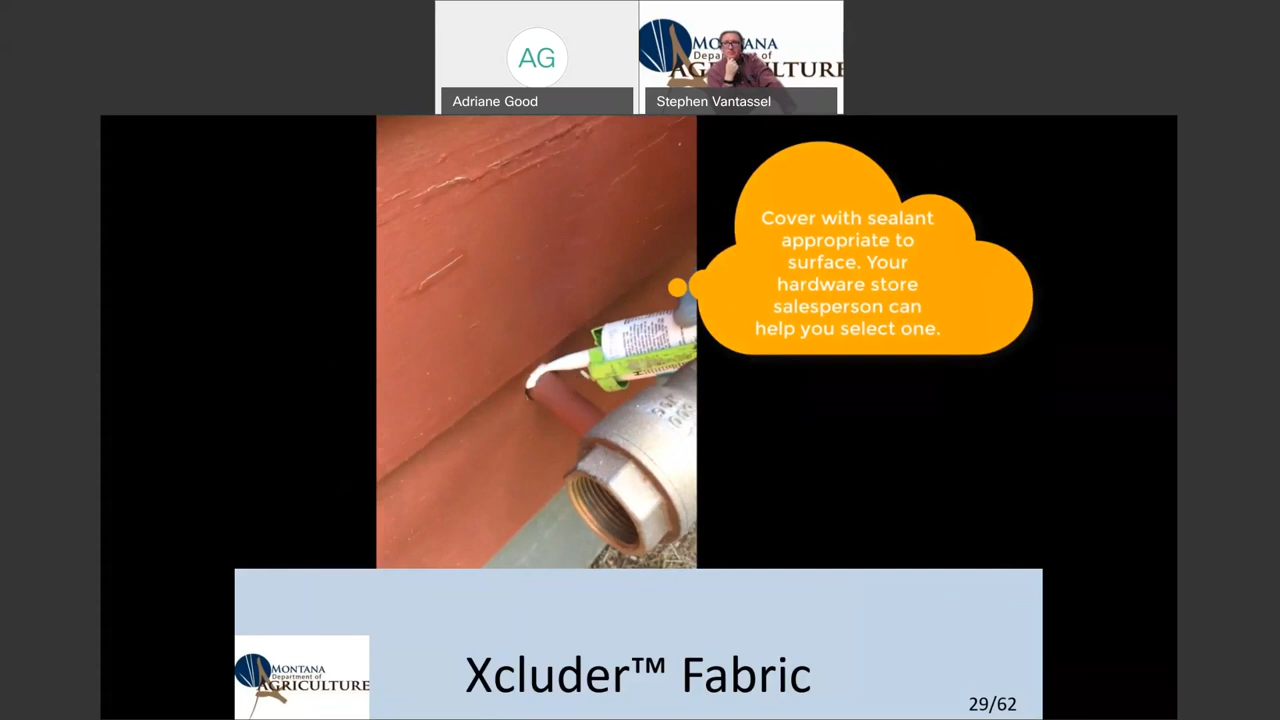 AG
Adriane Good
MONTANA
Department of
AGRICULTURE
Stephen Vantassel
Cover with sealant
appropriate to
surface. Your
hardware store
salesperson can
help you select one.
Xcluder™ Fabric
MONTANA
Department of
AGRICULTURE
29/62